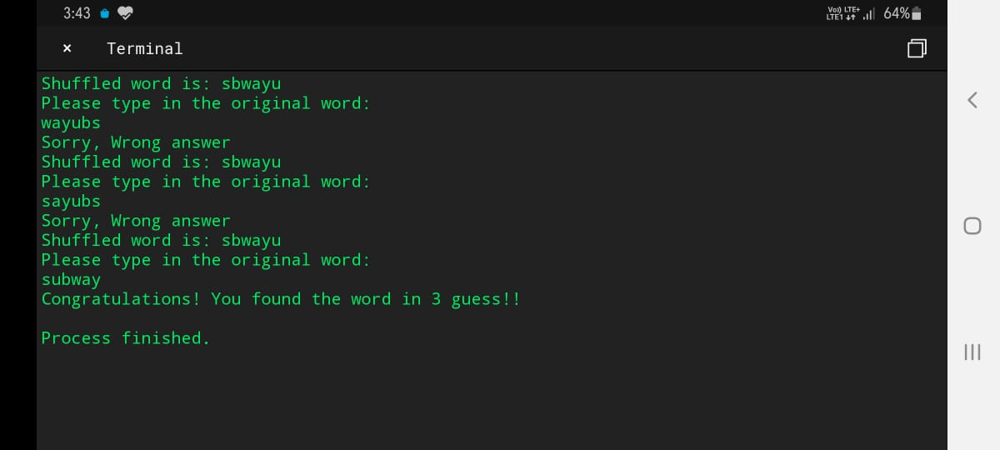 3:43
Vo)) LTE+
LTE1
64%
× Terminal
Shuffled word is: sbwayu
Please type in the original word:
wayubs
Sorry, Wrong answer
Shuffled word is: sbwayu
Please type in the original word:
sayubs
Sorry, Wrong answer
Shuffled word is: sbwayu
Please type in the original word:
subway
Congratulations! You found the word in 3 guess!!
Process finished.